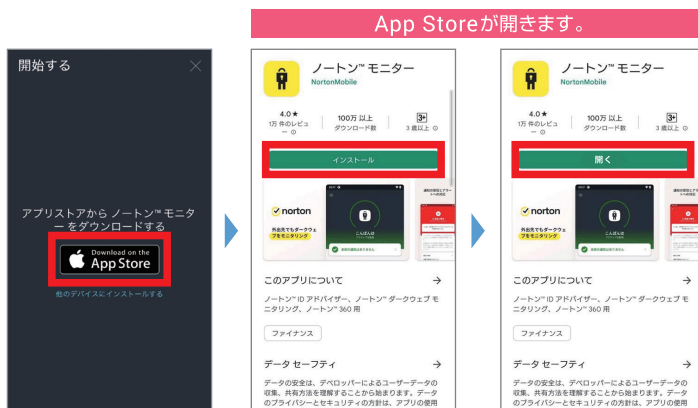 App Storeが開きます。
開始する
アプリストアから ノートン™ モニタ
ー をダウンロードする
Download on the
App Store
他のデバイスにインストールする
ノートン™ モニター
NortonMobile
4.0★
1万 件のレビュ
ー
100万 以上
ダウンロード数
3+
3 歳以上
インストール
norton
外出先でもダークウェ
ブをモニタリング
こんばんは
このアプリについて
ノートン™ ID アドバイザー、ノートン™ ダークウェブ モ
ニタリング、ノートン™ 360 用
ファイナンス
データ セーフティ
データの安全は、デベロッパーによるユーザーデータの
収集、共有方法を理解することから始まります。データ
のプライバシーとセキュリティの方針は、アプリの使用
ノートン™ モニター
NortonMobile
4.0★
1万 件のレビュ
ー
100万 以上
ダウンロード数
3+
3 歳以上
開く
norton
外出先でもダークウェ
ブをモニタリング
こんばんは
このアプリについて
ノートン™ ID アドバイザー、ノートン™ ダークウェブ モ
ニタリング、ノートン™ 360 用
ファイナンス
データ セーフティ
データの安全は、デベロッパーによるユーザーデータの
収集、共有方法を理解することから始まります。データ
のプライバシーとセキュリティの方針は、アプリの使用